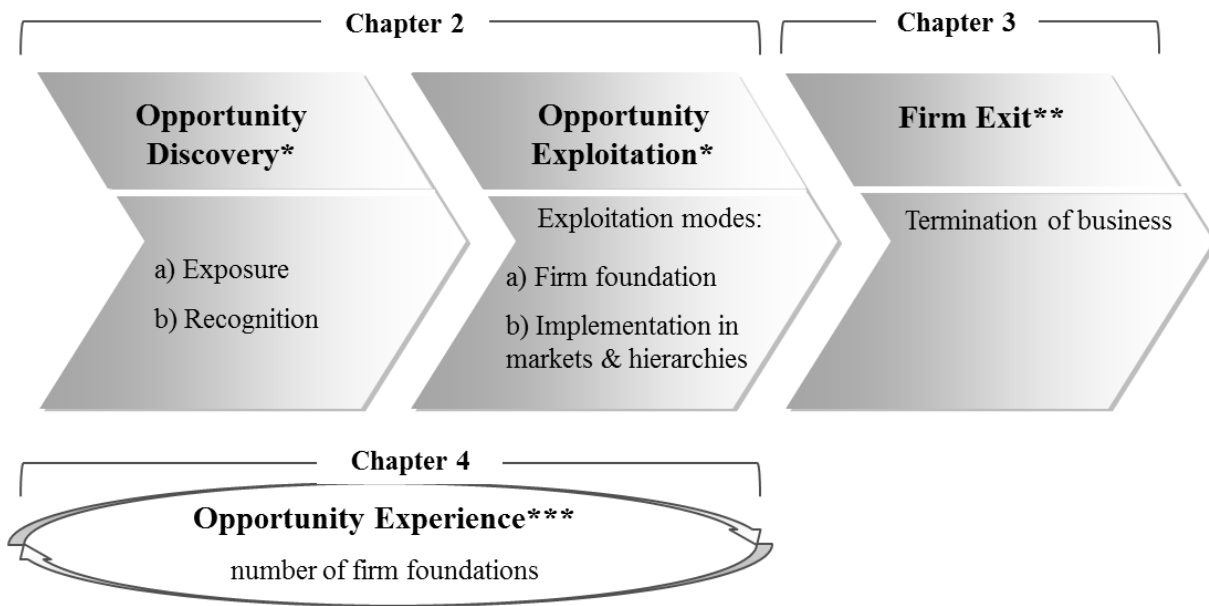 Chapter 2
Chapter 3
Opportunity
Discovery*
a) Exposure
b) Recognition
Opportunity
Exploitation*
Exploitation modes:
a) Firm foundation
b) Implementation in
markets & hierarchies
Firm Exit**
Termination of business
Chapter 4
Opportunity Experience***
number of firm foundations